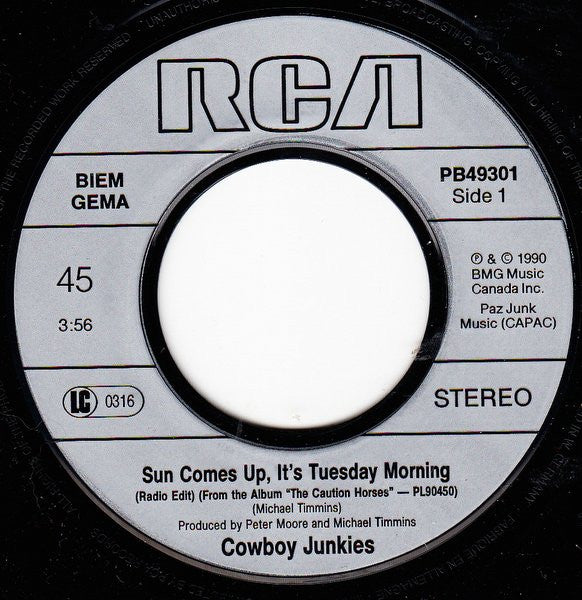 RCA
BIEM
GEMA
PB49301
Side 1
45
3:56
Ⓟ & © 1990
BMG Music
Canada Inc.
Paz Junk
Music (CAPAC)
LC 0316
STEREO
Sun Comes Up, It's Tuesday Morning
(Radio Edit) (From the Album "The Caution Horses" — PL90450)
(Michael Timmins)
Produced by Peter Moore and Michael Timmins
Cowboy Junkies